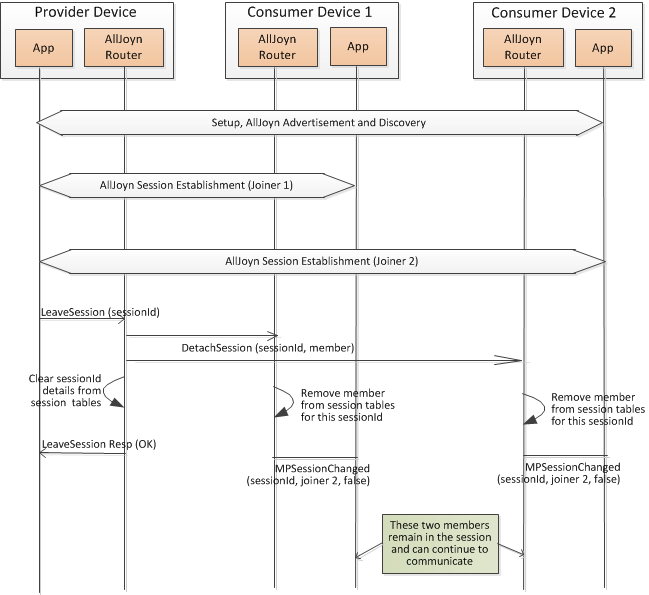 Provider Device
Consumer Device 1
Consumer Device 2
App
AllJoyn
Router
AllJoyn
Router
App
AllJoyn
Router
App
Setup, AllJoyn Advertisement and Discovery
AllJoyn Session Establishment (Joiner 1)
AllJoyn Session Establishment (Joiner 2)
LeaveSession (sessionId)
DetachSession (sessionId, member)
Clear sessionId
details from
session tables
Remove member
from session tables
for this sessionId
Remove member
from session tables
for this sessionId
LeaveSession Resp (OK)
MPSessionChanged
(sessionId, joiner 2, false)
MPSessionChanged
(sessionId, joiner 2, false)
These two members
remain in the session
and can continue to
communicate